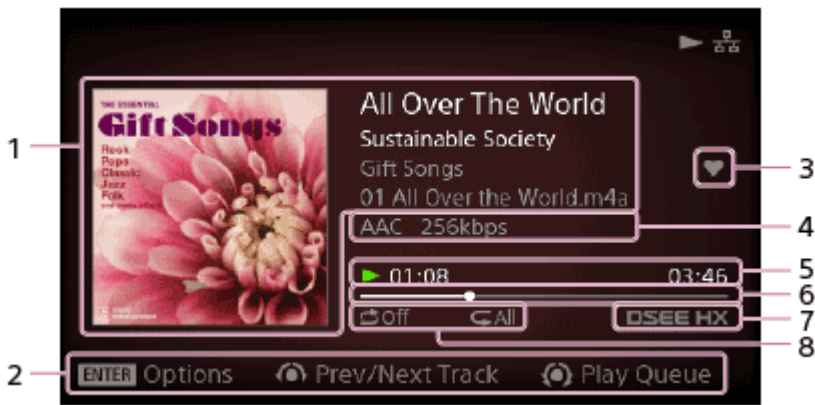 THE ESSENTIAL
Gift Songs
Rock
Pops
Classic
Jazz
Folk
All Over The World
Sustainable Society
Gift Songs
01 All Over the World.m4a
AAC 256kbps
01:08 03:46
Off All DSEE HX
ENTER Options Prev/Next Track Play Queue
1
2
3
4
5
6
7
8